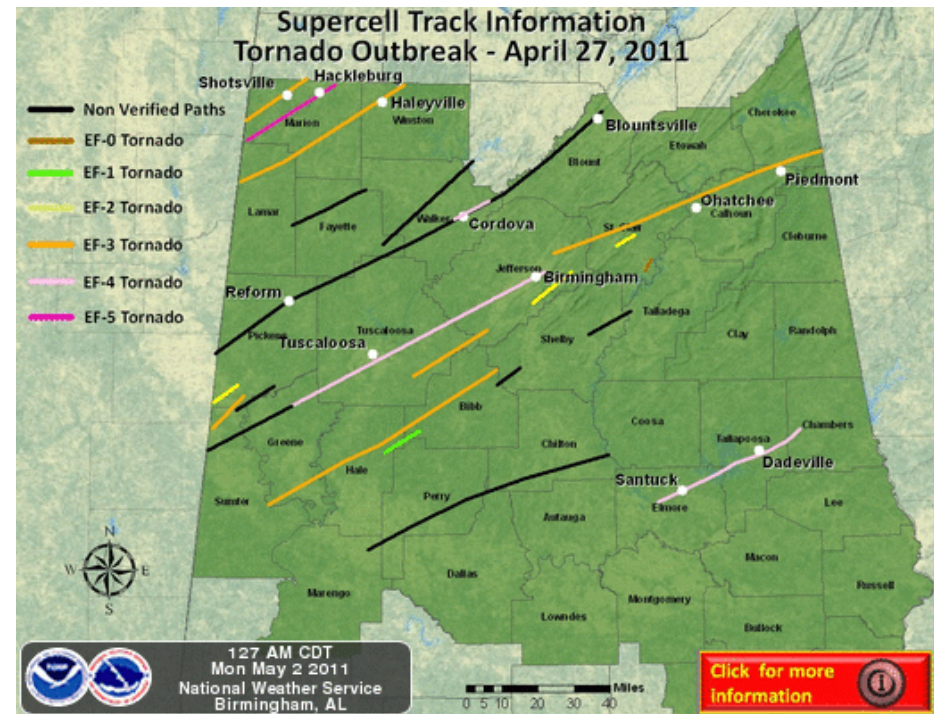 Supercell Track Information
Tornado Outbreak - April 27, 2011
Shotsville
Hackleburg
Haleyville
Non Verified Paths
EF-0 Tornado
EF-1 Tornado
EF-2 Tornado
EF-3 Tornado
EF-4 Tornado
EF-5 Tornado
Marion
Winston
Blountsville
Cherokee
Etowah
Blount
Piedmont
Ohatchee
Calhoun
Lamar
Fayette
Walker
Cordova
St. Clair
Cleburne
Jefferson
Birmingham
Reform
Pickens
Tuscaloosa
Tuscaloosa
Shelby
Talladega
Clay
Randolph
Bibb
Coosa
Chambers
Greene
Hale
Chilton
Tallapoosa
Dadeville
Santuck
Sumter
Perry
Elmore
Lee
Autauga
N
W
E
S
Macon
Dallas
Marengo
Montgomery
Russell
Lowndes
Bullock
127 AM CDT
Mon May 2 2011
National Weather Service
Birmingham, AL
Miles
0 5 10 20 30 40
Click for more
information
i